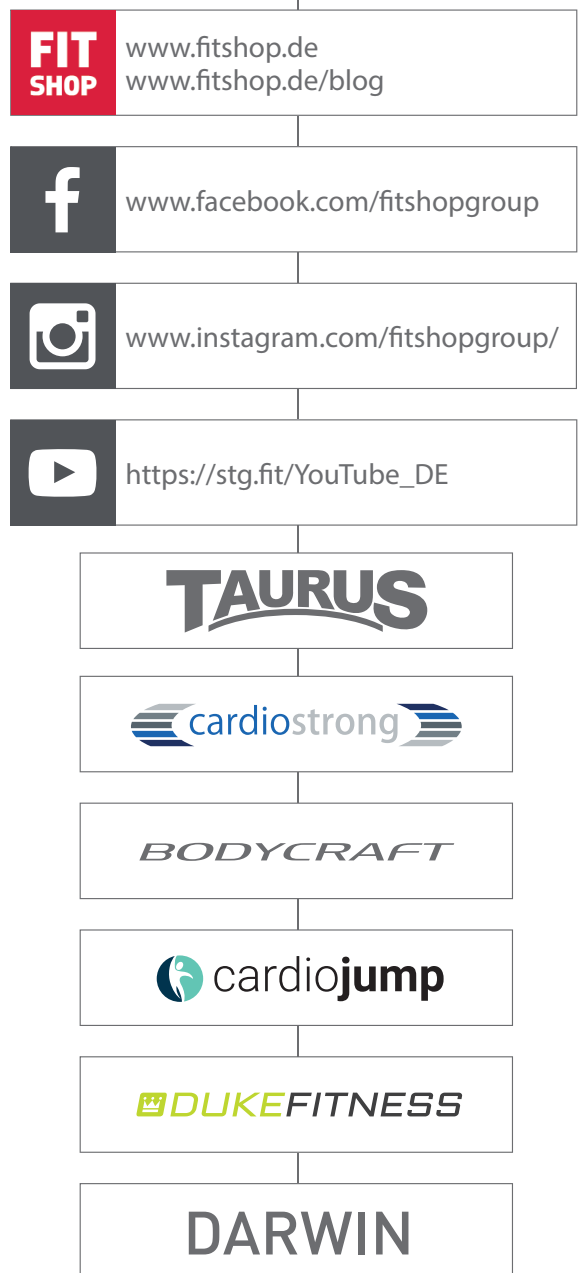 FIT
SHOP
www.fitshop.de
www.fitshop.de/blog
f
www.facebook.com/fitshopgroup
www.instagram.com/fitshopgroup/
https://stg.fit/YouTube_DE
TAURUS
cardiostrong
BODYCRAFT
cardiojump
DUKEFITNESS
DARWIN